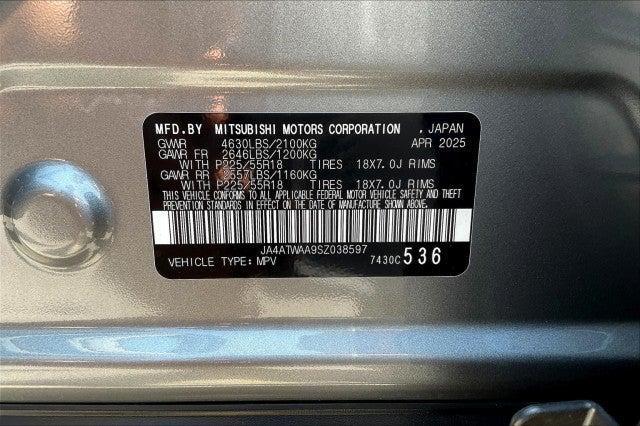 MFD.BY MITSUBISHI MOTORS CORPORATION , JAPAN
GVWR 4630LBS/2100KG APR 2025
GAWR FR 2646LBS/1200KG
WITH P225/55R18 TIRES 18X7.0J RIMS
GAWR RR 2557LBS/1160KG
WITH P225/55R18 TIRES 18X7.0J RIMS
THIS VEHICLE CONFORMS TO ALL APPLICABLE FEDERAL MOTOR VEHICLE SAFETY AND THEFT
PREVENTION STANDARDS IN EFFECT ON THE DATE OF MANUFACTURE SHOWN ABOVE.
JA4ATWAA9SZ038597
VEHICLE TYPE: MPV 7430C 536